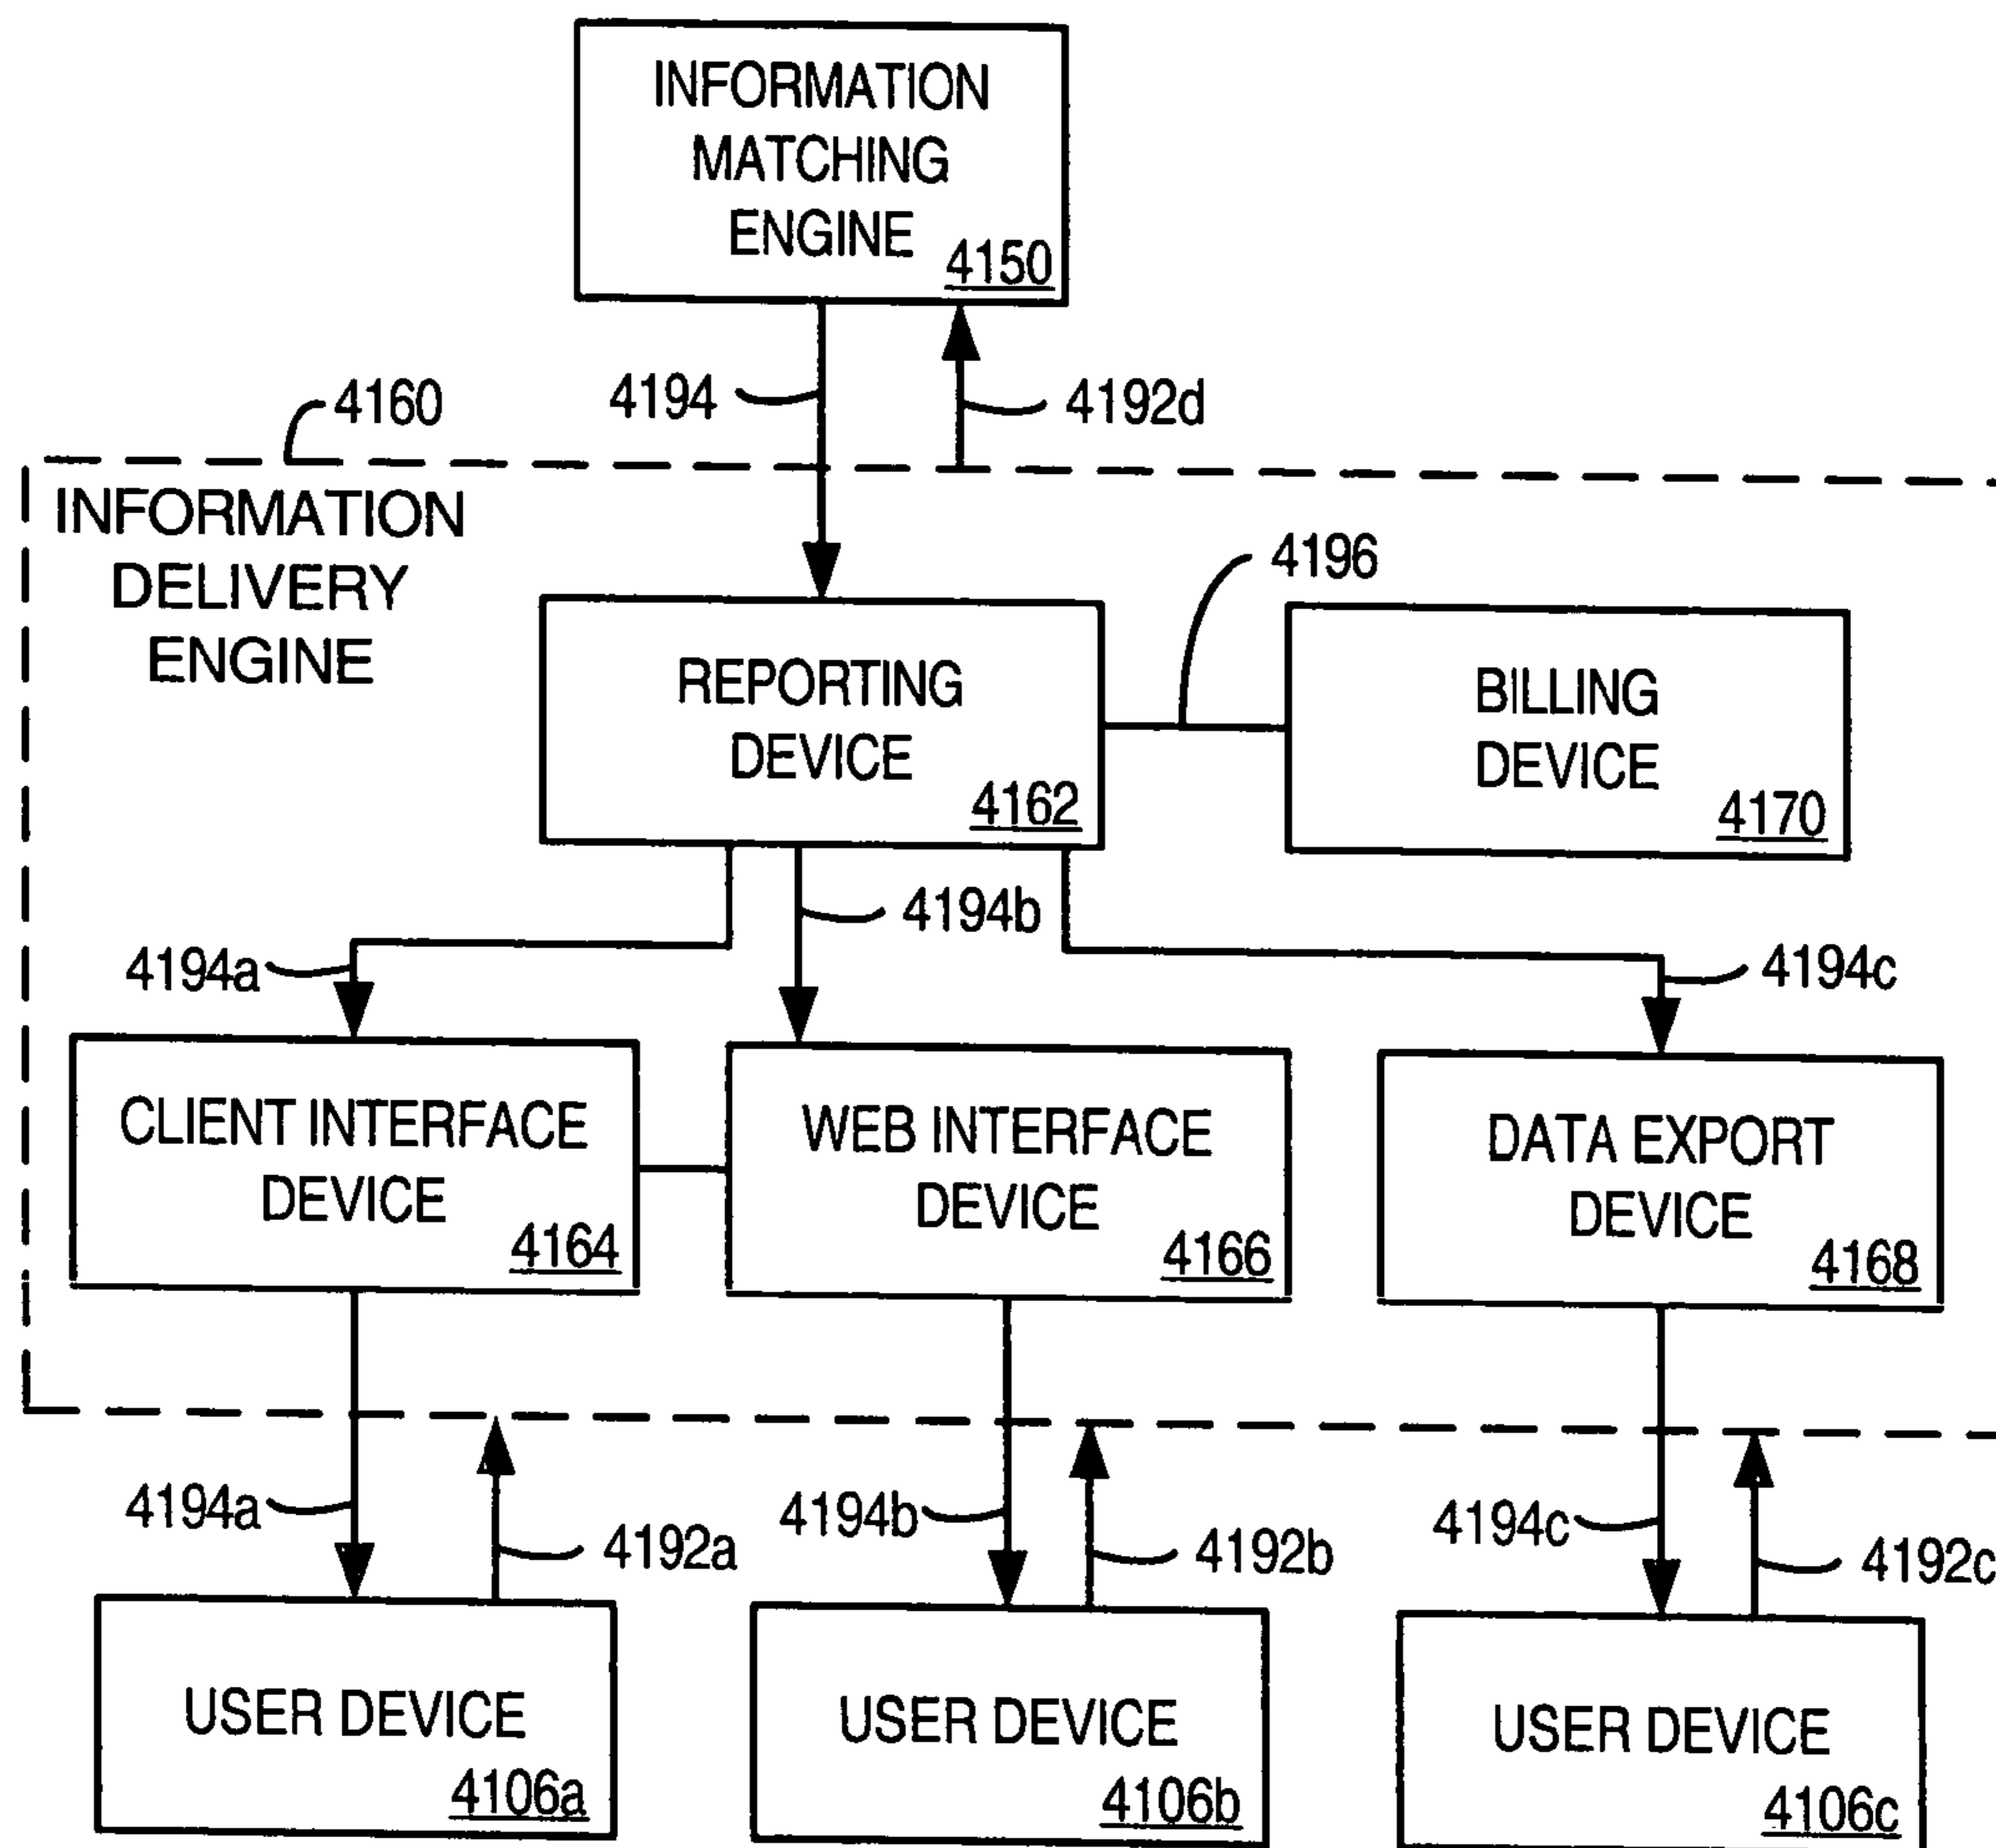 INFORMATION
MATCHING
ENGINE
4150
4160
4194
4192d
INFORMATION
DELIVERY
ENGINE
4196
REPORTING
DEVICE
4162
BILLING
DEVICE
4170
4194b
4194a
4194c
CLIENT INTERFACE
DEVICE
4164
WEB INTERFACE
DEVICE
4166
DATA EXPORT
DEVICE
4168
4194a
4192a
4194b
4192b
4194c
4192c
USER DEVICE
4106a
USER DEVICE
4106b
USER DEVICE
4106c